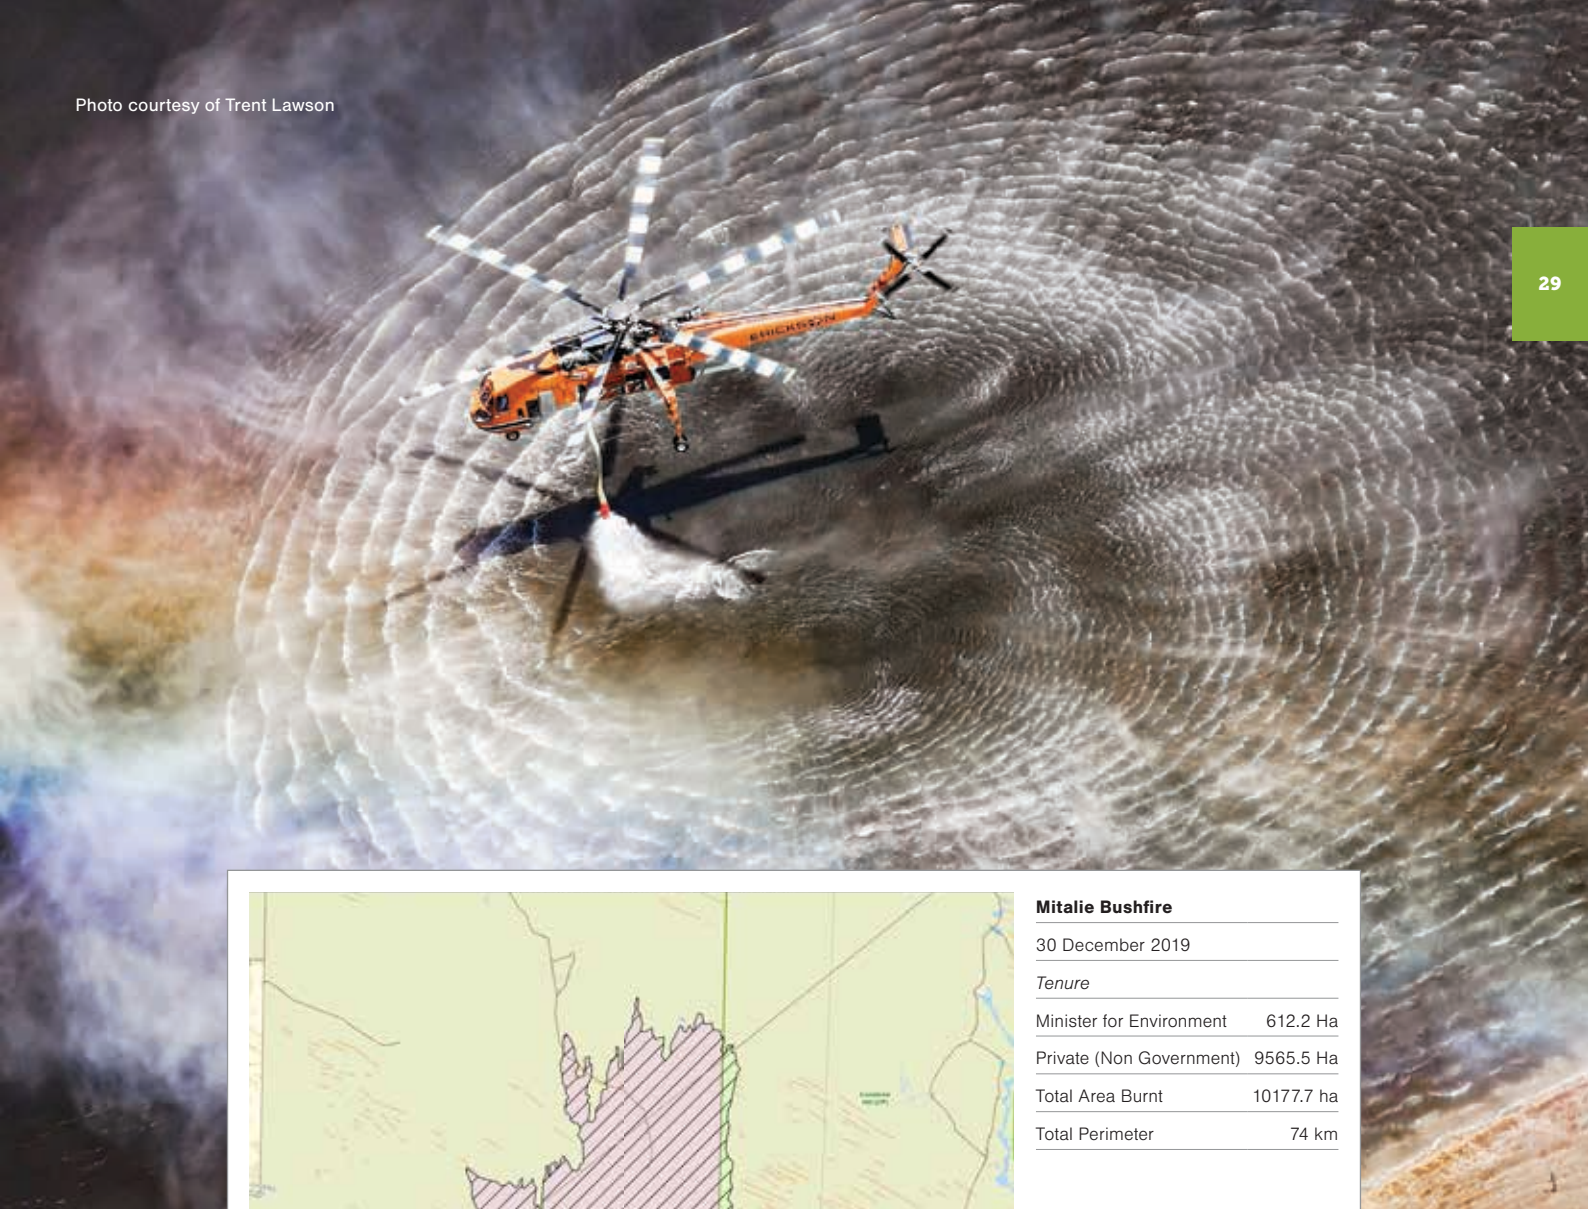 Photo courtesy of Trent Lawson
ERICKSON
29
Mitalie Bushfire
30 December 2019
Tenure
Minister for Environment 612.2 Ha
Private (Non Government) 9565.5 Ha
Total Area Burnt 10177.7 ha
Total Perimeter 74 km